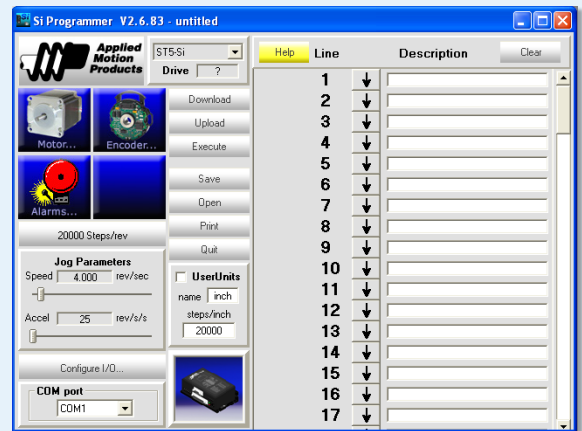 Si Programmer V2.6.83 - untitled
Applied
Motion
Products
ST5-Si
Drive ?
Help Line Description Clear
Motor...
Encoder...
Alarms...
Download
Upload
Execute
Save
Open
Print
Quit
20000 Steps/rev
Jog Parameters
Speed 4.000 rev/sec
Accel 25 rev/s/s
UserUnits
name inch
steps/inch
20000
Configure I/O...
COM port
COM1
1
2
3
4
5
6
7
8
9
10
11
12
13
14
15
16
17